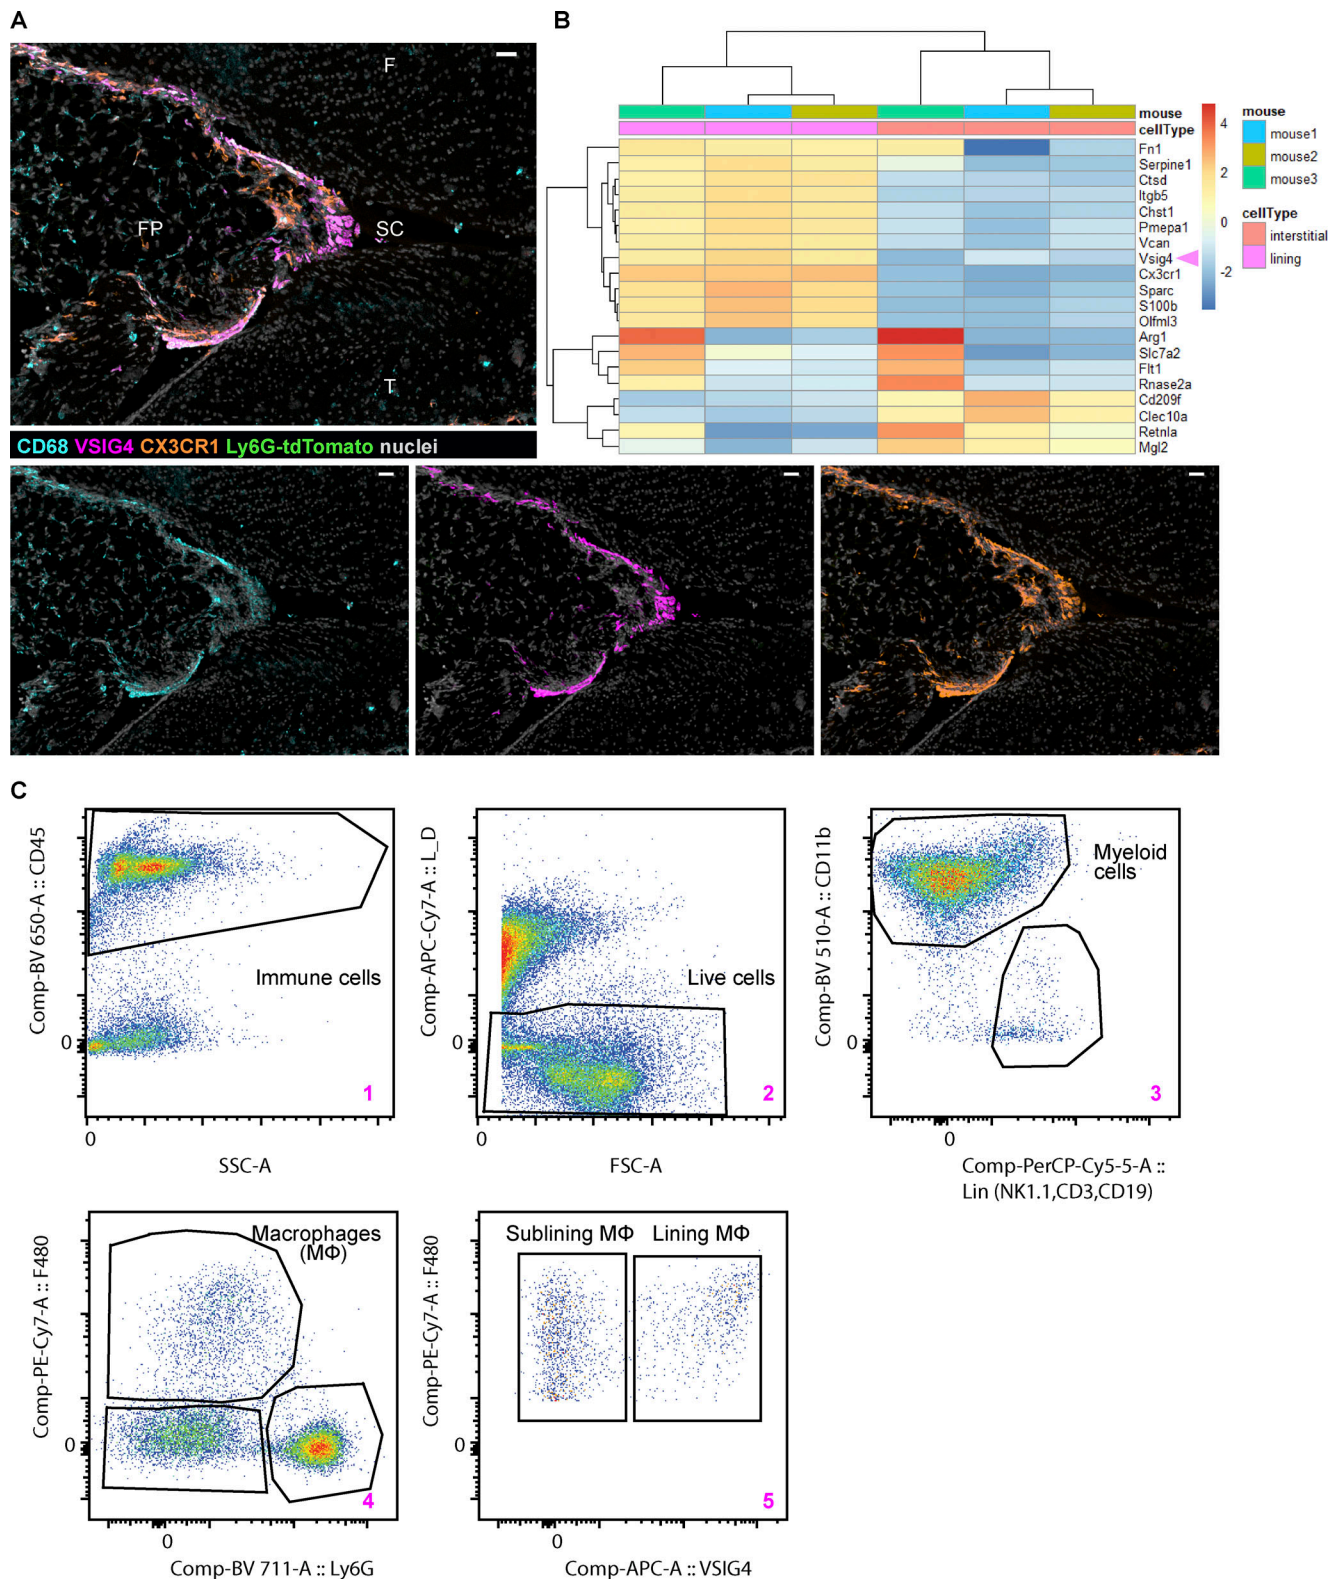 A
F
FP
SC
T
CD68 VSIG4 CX3CR1 Ly6G-tdTomato nuclei
B
mouse
cellType
Fn1
Serpine1
Ctsd
Itgb5
Chst1
Pmepa1
Vcan
Vsig4
Cx3cr1
Sparc
S100b
Olfml3
Arg1
Slc7a2
Flt1
Rnase2a
Cd209f
Clec10a
Retnla
Mgl2
4
2
0
-2
mouse
mouse1
mouse2
mouse3
cellType
interstitial
lining
C
Comp-BV 650-A :: CD45
0
Immune cells
1
0
SSC-A
Comp-APC-Cy7-A :: L_D
0
Live cells
2
0
FSC-A
Comp-BV 510-A :: CD11b
0
Myeloid
cells
3
0
Comp-PerCP-Cy5-5-A ::
Lin (NK1.1,CD3,CD19)
Comp-PE-Cy7-A :: F480
0
Macrophages
(MΦ)
4
0
Comp-BV 711-A :: Ly6G
Comp-PE-Cy7-A :: F480
0
Sublining MΦ Lining MΦ
5
0
Comp-APC-A :: VSIG4